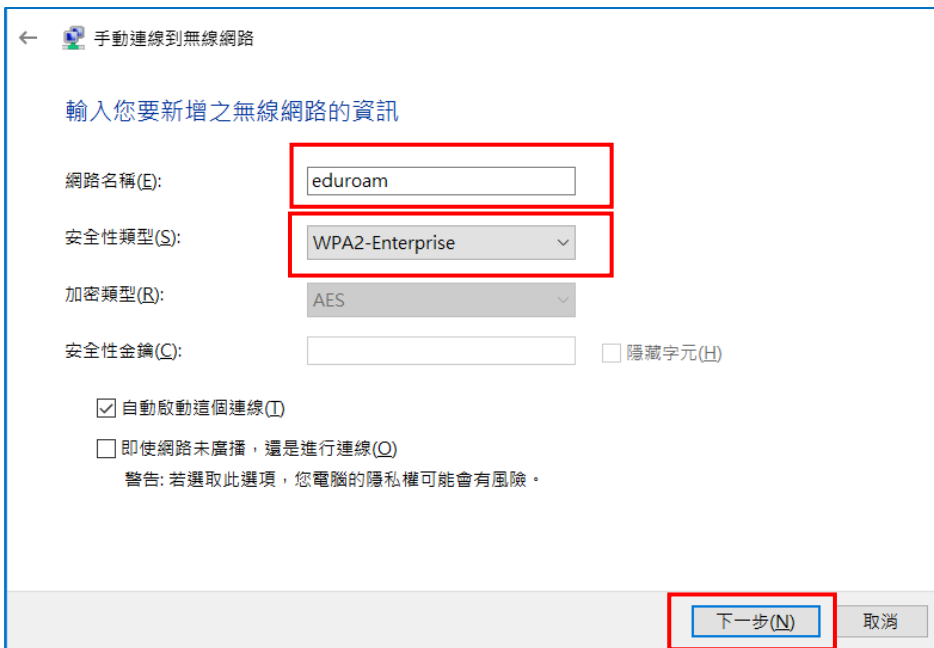 手動連線到無線網路
輸入您要新增之無線網路的資訊
網路名稱(E): eduroam
安全性類型(S): WPA2-Enterprise
加密類型(R): AES
安全性金鑰(C): 隱藏字元(H)
自動啟動這個連線(T)
即使網路未廣播，還是進行連線(O)
警告: 若選取此選項，您電腦的隱私權可能會有風險。
下一步(N) 取消